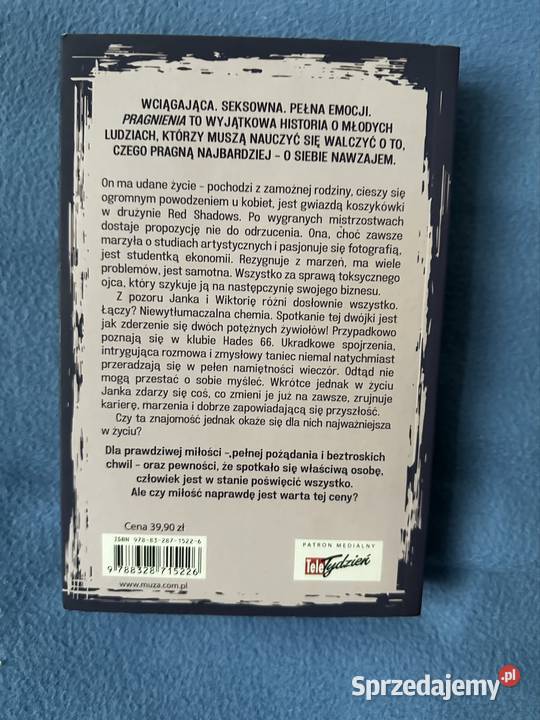 WCIĄGAJĄCA. SEKSOWNA. PEŁNA EMOCJI.
PRAGNIENIA TO WYJĄTKOWA HISTORIA O MŁODYCH
LUDZIACH, KTÓRZY MUSZĄ NAUCZYĆ SIĘ WALCZYĆ O TO,
CZEGO PRAGNĄ NAJBARDZIEJ – O SIEBIE NAWZAJEM.
On ma udane życie – pochodzi z zamożnej rodziny, cieszy się
ogromnym powodzeniem u kobiet, jest gwiazdą koszykówki
w drużynie Red Shadows. Po wygranych mistrzostwach
dostaje propozycję nie do odrzucenia. Ona, choć zawsze
marzyła o studiach artystycznych i pasjonuje się fotografią,
jest studentką ekonomii. Rezygnuje z marzeń, ma wiele
problemów, jest samotna. Wszystko za sprawą toksycznego
ojca, który szykuje ją na następczynię swojego biznesu.
Z pozoru Janka i Wiktorię różni dosłownie wszystko.
Łączy? Niewytłumaczalna chemia. Spotkanie tej dwójki jest
jak zderzenie się dwóch potężnych żywiołów! Przypadkowo
poznają się w klubie Hades 66. Ukradkowe spojrzenia,
intrygująca rozmowa i zmysłowy taniec niemal natychmiast
przeradzają się w pełen namiętności wieczór. Odtąd nie
mogą przestać o sobie myśleć. Wkrótce jednak w życiu
Janka zdarzy się coś, co zmieni je już na zawsze, zrujnuje
karierę, marzenia i dobrze zapowiadającą się przyszłość.
Czy ta znajomość jednak okaże się dla nich najważniejsza
w życiu?
Dla prawdziwej miłości –,pełnej pożądania i beztroskich
chwil – oraz pewności, że spotkało się właściwą osobę,
człowiek jest w stanie poświęcić wszystko.
Ale czy miłość naprawdę jest warta tej ceny?
Cena 39,90 zł
ISBN 978-83-287-1522-6
9 788328 715226
www.muza.com.pl
PATRON MEDIALNY
Tele Tydzień
Sprzedajemy.pl